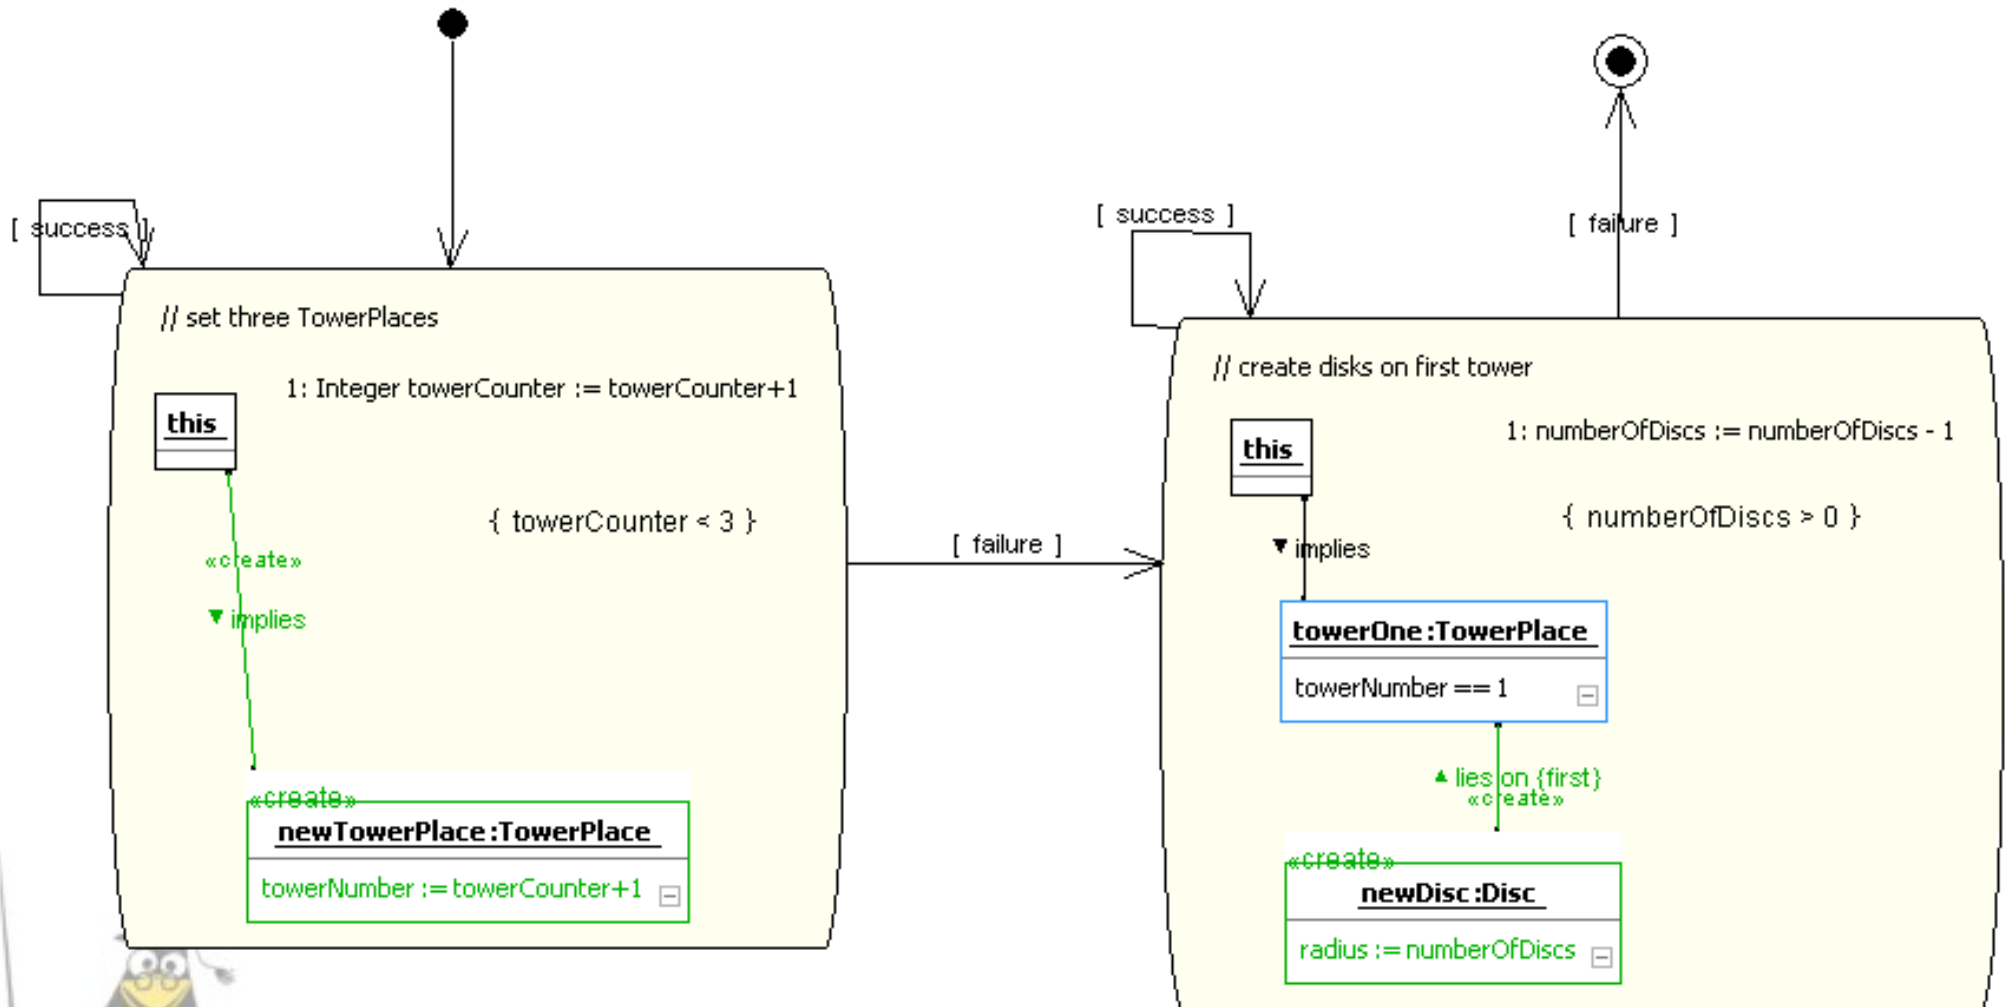 [ success ]
// set three TowerPlaces
1: Integer towerCounter := towerCounter+1
this
{ towerCounter < 3 }
«create»
▼ implies
«create»
newTowerPlace :TowerPlace
towerNumber := towerCounter+1
[ failure ]
[ success ]
[ failure ]
// create disks on first tower
1: numberOfDiscs := numberOfDiscs - 1
this
{ numberOfDiscs > 0 }
▼ implies
towerOne :TowerPlace
towerNumber == 1
▲ lies on {first}
«create»
«create»
newDisc :Disc
radius := numberOfDiscs